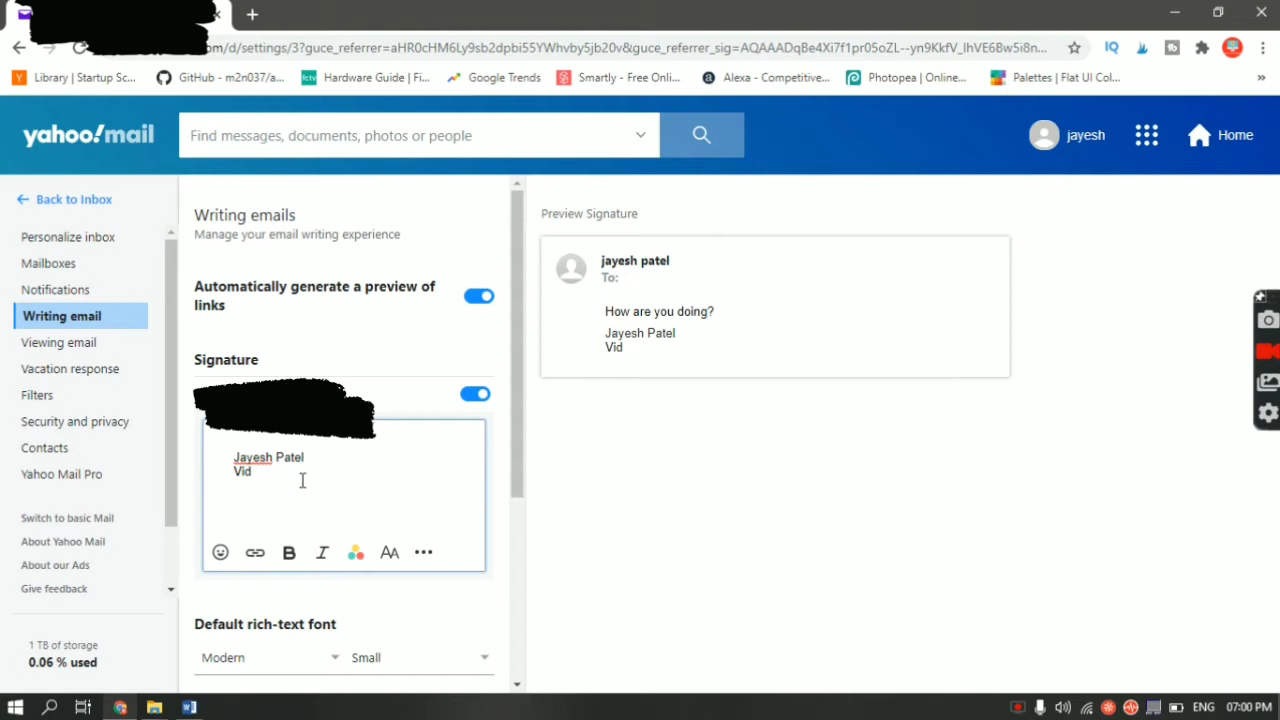 com/d/settings/3?guce_referrer=aHR0cHM6Ly9sb2dpbi55YWhvby5jb20v&guce_referrer_sig=AQAAADqBe4Xi7f1pr05oZL--yn9KkfV_lhVE6Bw5i8n...
IQ
Library | Startup Sc...
GitHub - m2n037/a...
Hardware Guide | Fi...
Google Trends
Smartly - Free Onli...
Alexa - Competitive...
Photopea | Online...
Palettes | Flat UI Col...
yahoo!mail
Find messages, documents, photos or people
jayesh
Home
Back to Inbox
Personalize inbox
Mailboxes
Notifications
Writing email
Viewing email
Vacation response
Filters
Security and privacy
Contacts
Yahoo Mail Pro
Switch to basic Mail
About Yahoo Mail
About our Ads
Give feedback
1 TB of storage
0.06 % used
Writing emails
Manage your email writing experience
Automatically generate a preview of
links
Signature
Jayesh Patel
Vid
B I AA
Default rich-text font
Modern
Small
Preview Signature
jayesh patel
To:
How are you doing?
Jayesh Patel
Vid
ENG
07:00 PM